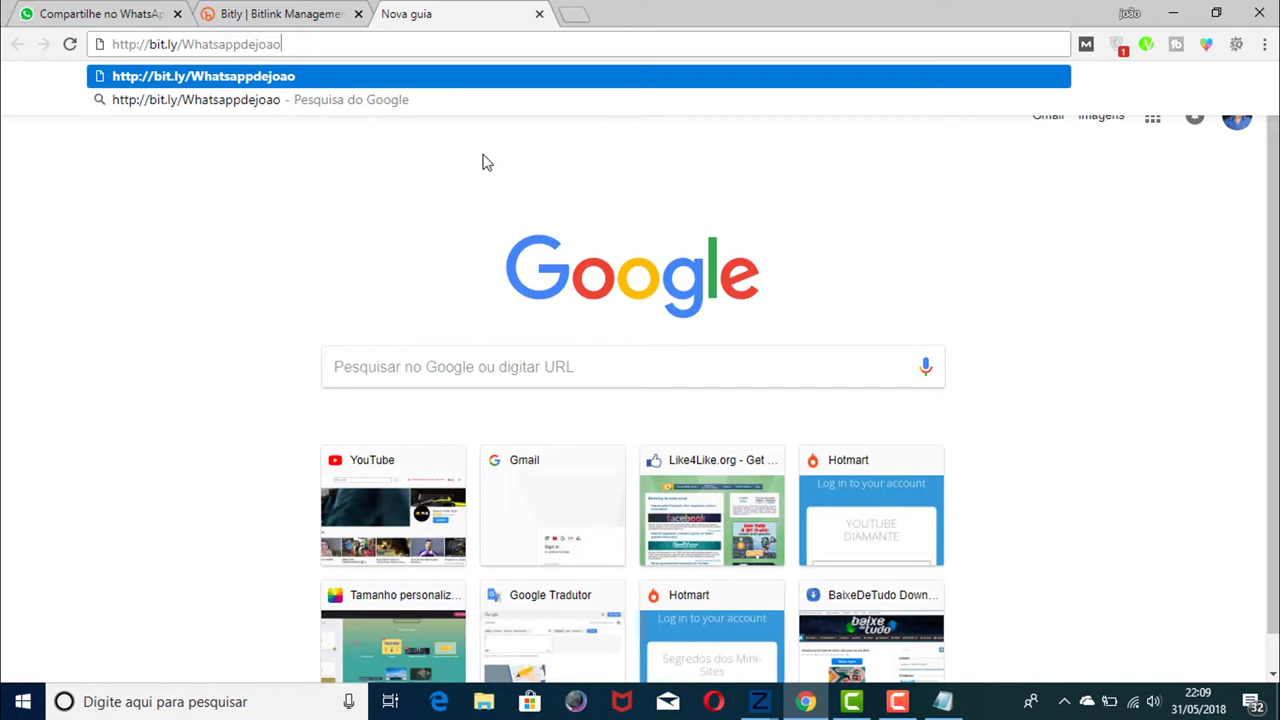 Compartilhe no WhatsAp
Bitly | Bitlink Managemen
Nova guia
joão
http://bit.ly/Whatsappdejoao
1
http://bit.ly/Whatsappdejoao
http://bit.ly/Whatsappdejoao - Pesquisa do Google
Gmail Imagens
Google
Pesquisar no Google ou digitar URL
YouTube
Gmail
Like4Like.org - Get ...
Hotmart
Log in to your account
YOUTUBE
DIAMANTE
Tamanho personaliz...
Google Tradutor
Hotmart
BaixeDeTudo Down...
Log in to your account
Segredos dos Mini-
Sites
baixe
de tudo
Digite aqui para pesquisar
22:09
31/05/2018
32